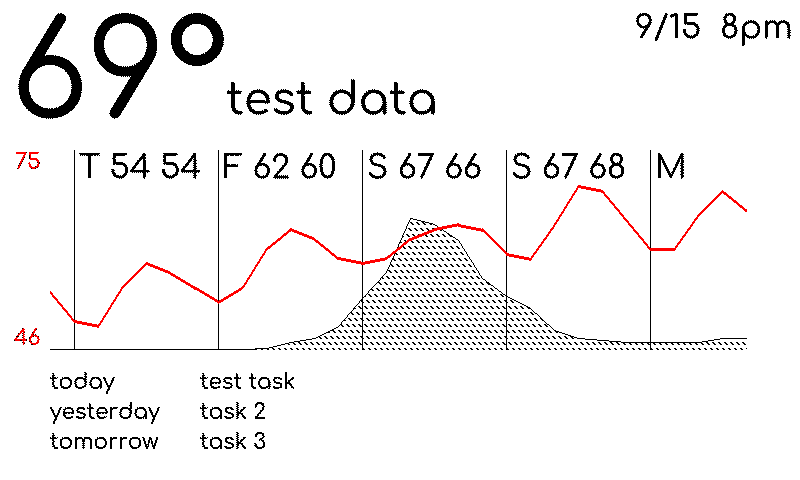 69° test data
9/15 8pm
75
T 54 54 F 62 60 S 67 66 S 67 68 M
46
today test task
yesterday task 2
tomorrow task 3